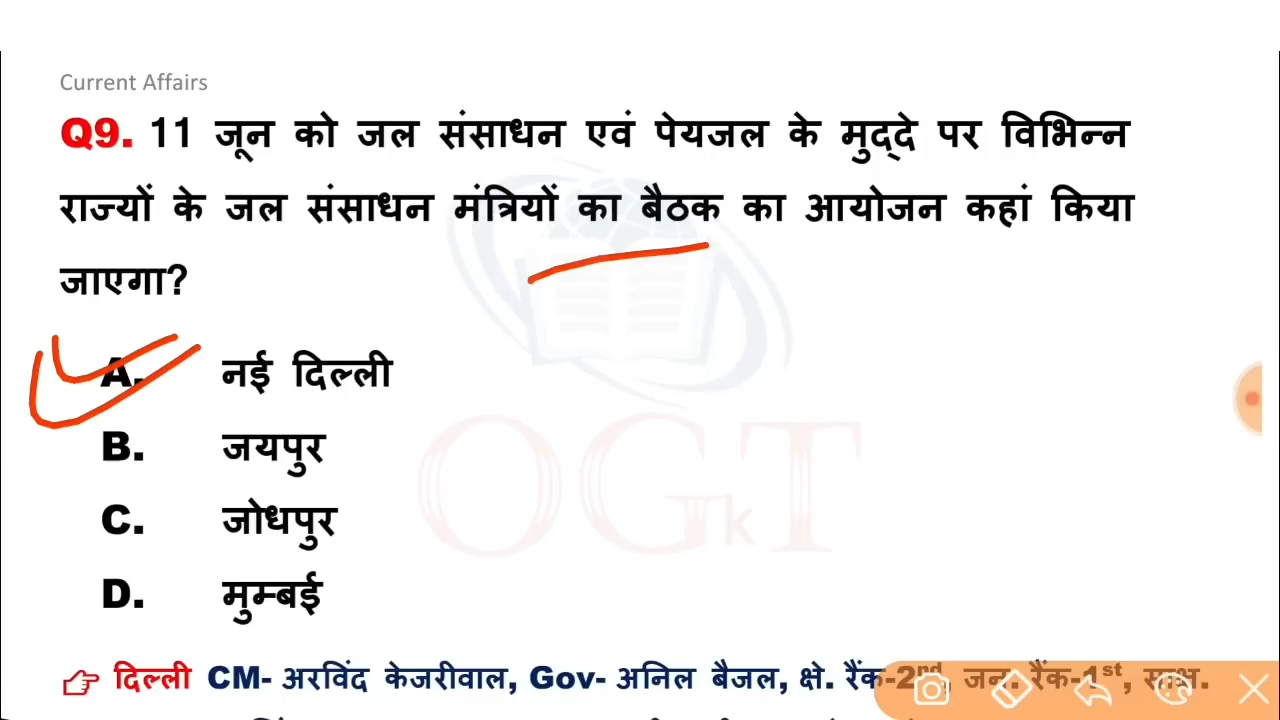 Current Affairs
Q9. 11 जून को जल संसाधन एवं पेयजल के मुद्दे पर विभिन्न
राज्यों के जल संसाधन मंत्रियों का बैठक का आयोजन कहां किया
जाएगा?
A. नई दिल्ली
B. जयपुर
C. जोधपुर
D. मुम्बई
OGT
k
दिल्ली CM- अरविंद केजरीवाल, Gov- अनिल बैजल, क्षे. रैंक-2nd, जन. रैंक-1st, साक्ष.